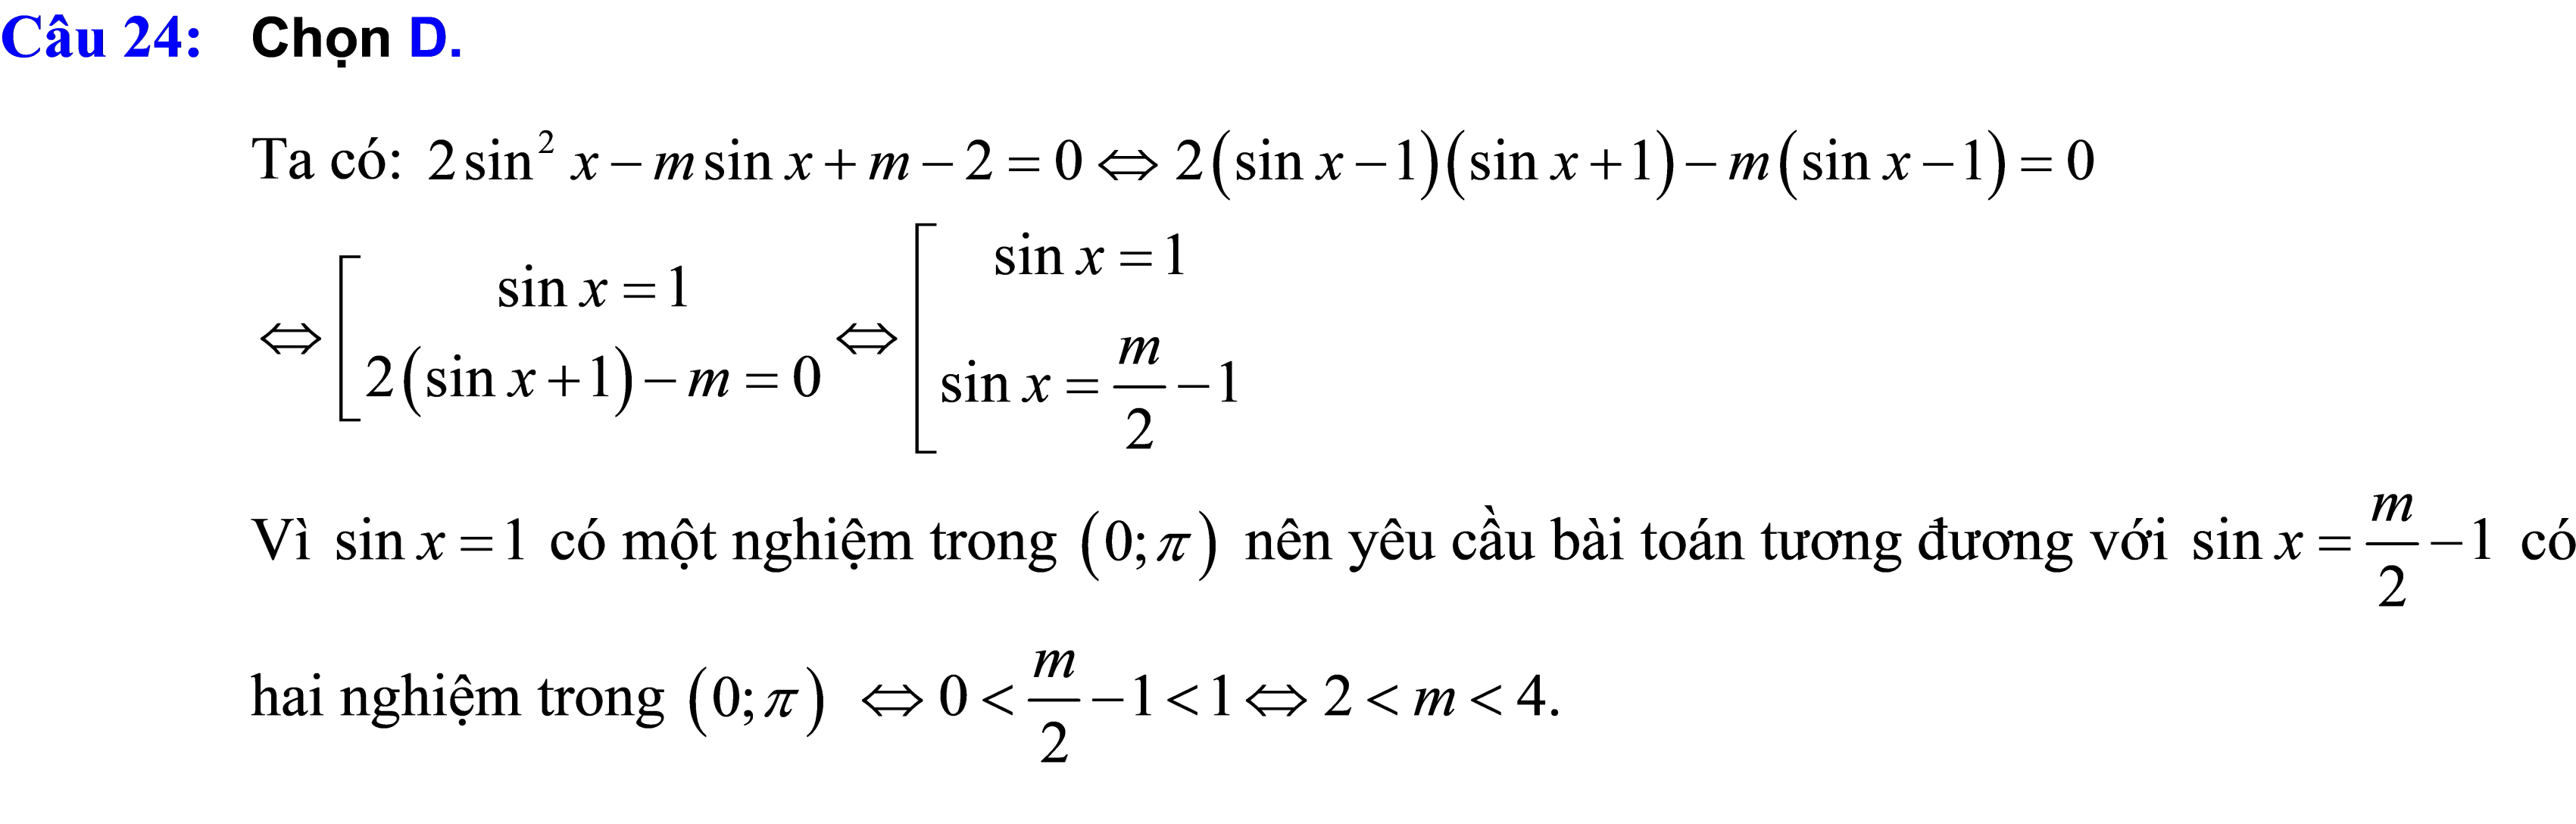 Câu 24: Chọn D.
Ta có: 2sin² x − m sin x + m − 2 = 0 ⇔ 2(sin x − 1)(sin x + 1) − m(sin x − 1) = 0
⇔ [ sin x = 1 ; 2(sin x + 1) − m = 0 ⇔ [ sin x = 1 ; sin x = m/2 − 1
Vì sin x = 1 có một nghiệm trong (0; π) nên yêu cầu bài toán tương đương với sin x = m/2 − 1 có
hai nghiệm trong (0; π) ⇔ 0 < m/2 − 1 < 1 ⇔ 2 < m < 4.